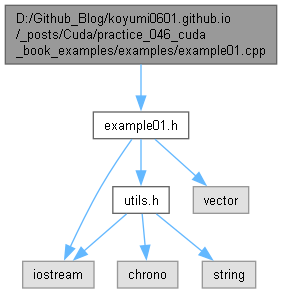 D:/Github_Blog/koyumi0601.github.io
/_posts/Cuda/practice_046_cuda
_book_examples/examples/example01.cpp
example01.h
utils.h
vector
iostream
chrono
string